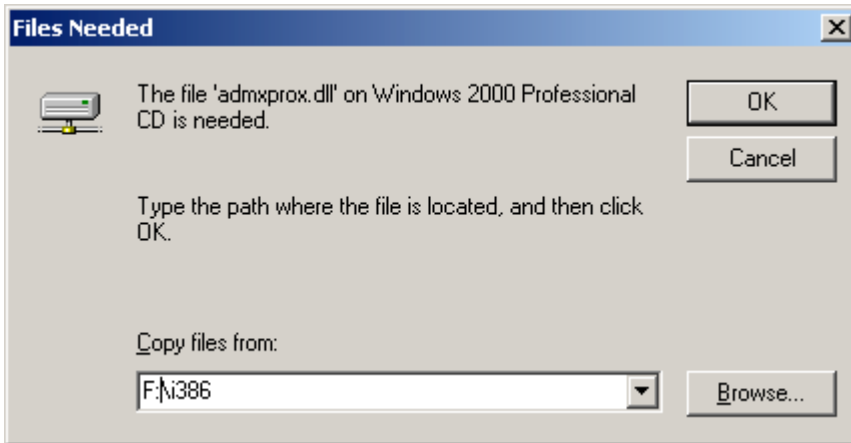 Files Needed
The file 'admxprox.dll' on Windows 2000 Professional
CD is needed.
OK
Cancel
Type the path where the file is located, and then click
OK.
Copy files from:
F:\i386
Browse...